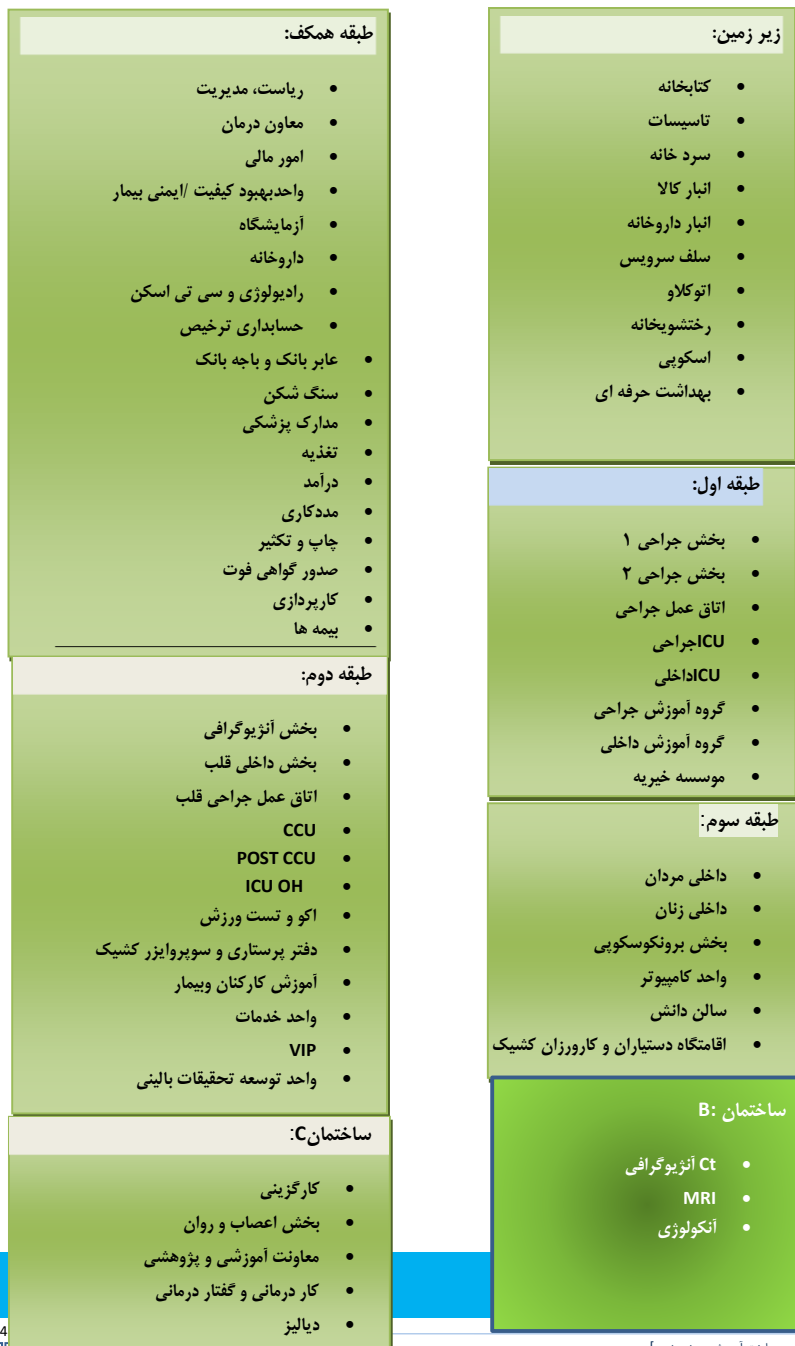 زیر زمین:
کتابخانه
تاسیسات
سرد خانه
انبار کالا
انبار داروخانه
سلف سرویس
اتوکلاو
رختشویخانه
اسکوپی
بهداشت حرفه ای
طبقه همکف:
ریاست، مدیریت
معاون درمان
امور مالی
واحدبهبود کیفیت /ایمنی بیمار
آزمایشگاه
داروخانه
رادیولوژی و سی تی اسکن
حسابداری ترخیص
عابر بانک و باجه بانک
سنگ شکن
مدارک پزشکی
تغذیه
درآمد
مددکاری
چاپ و تکثیر
صدور گواهی فوت
کارپردازی
بیمه ها
طبقه اول:
بخش جراحی ۱
بخش جراحی ۲
اتاق عمل جراحی
ICUجراحی
ICUداخلی
گروه آموزش جراحی
گروه آموزش داخلی
موسسه خیریه
طبقه دوم:
بخش آنژیوگرافی
بخش داخلی قلب
اتاق عمل جراحی قلب
CCU
POST CCU
ICU OH
اکو و تست ورزش
دفتر پرستاری و سوپروایزر کشیک
آموزش کارکنان وبیمار
واحد خدمات
VIP
واحد توسعه تحقیقات بالینی
طبقه سوم:
داخلی مردان
داخلی زنان
بخش برونکوسکوپی
واحد کامپیوتر
سالن دانش
اقامتگاه دستیاران و کارورزان کشیک
ساختمان B:
Ct آنژیوگرافی
MRI
آنکولوژی
ساختمانC:
کارگزینی
بخش اعصاب و روان
معاونت آموزشی و پژوهشی
کار درمانی و گفتار درمانی
دیالیز
4